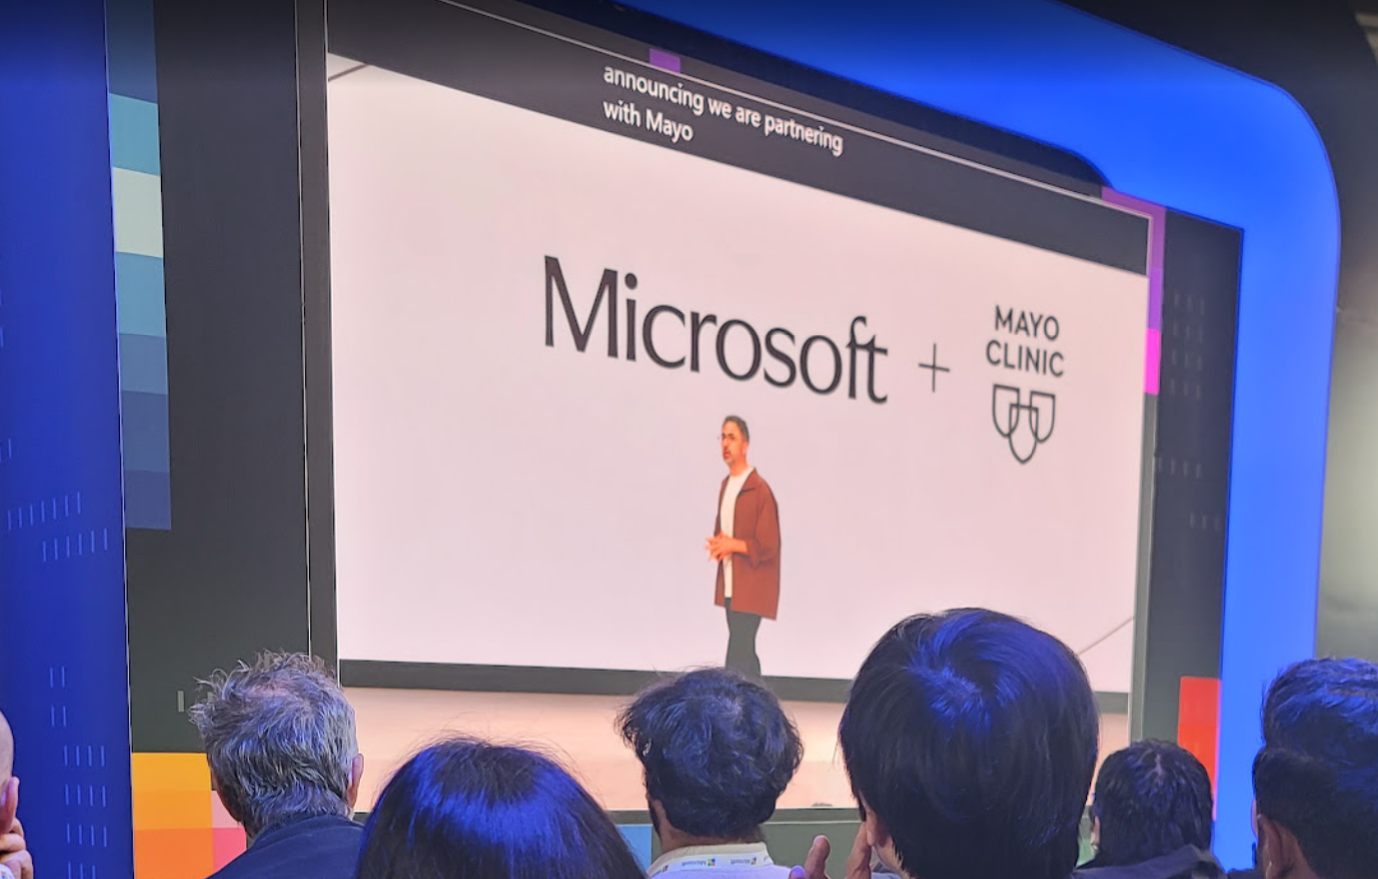 announcing we are partnering
with Mayo
Microsoft + MAYO
CLINIC